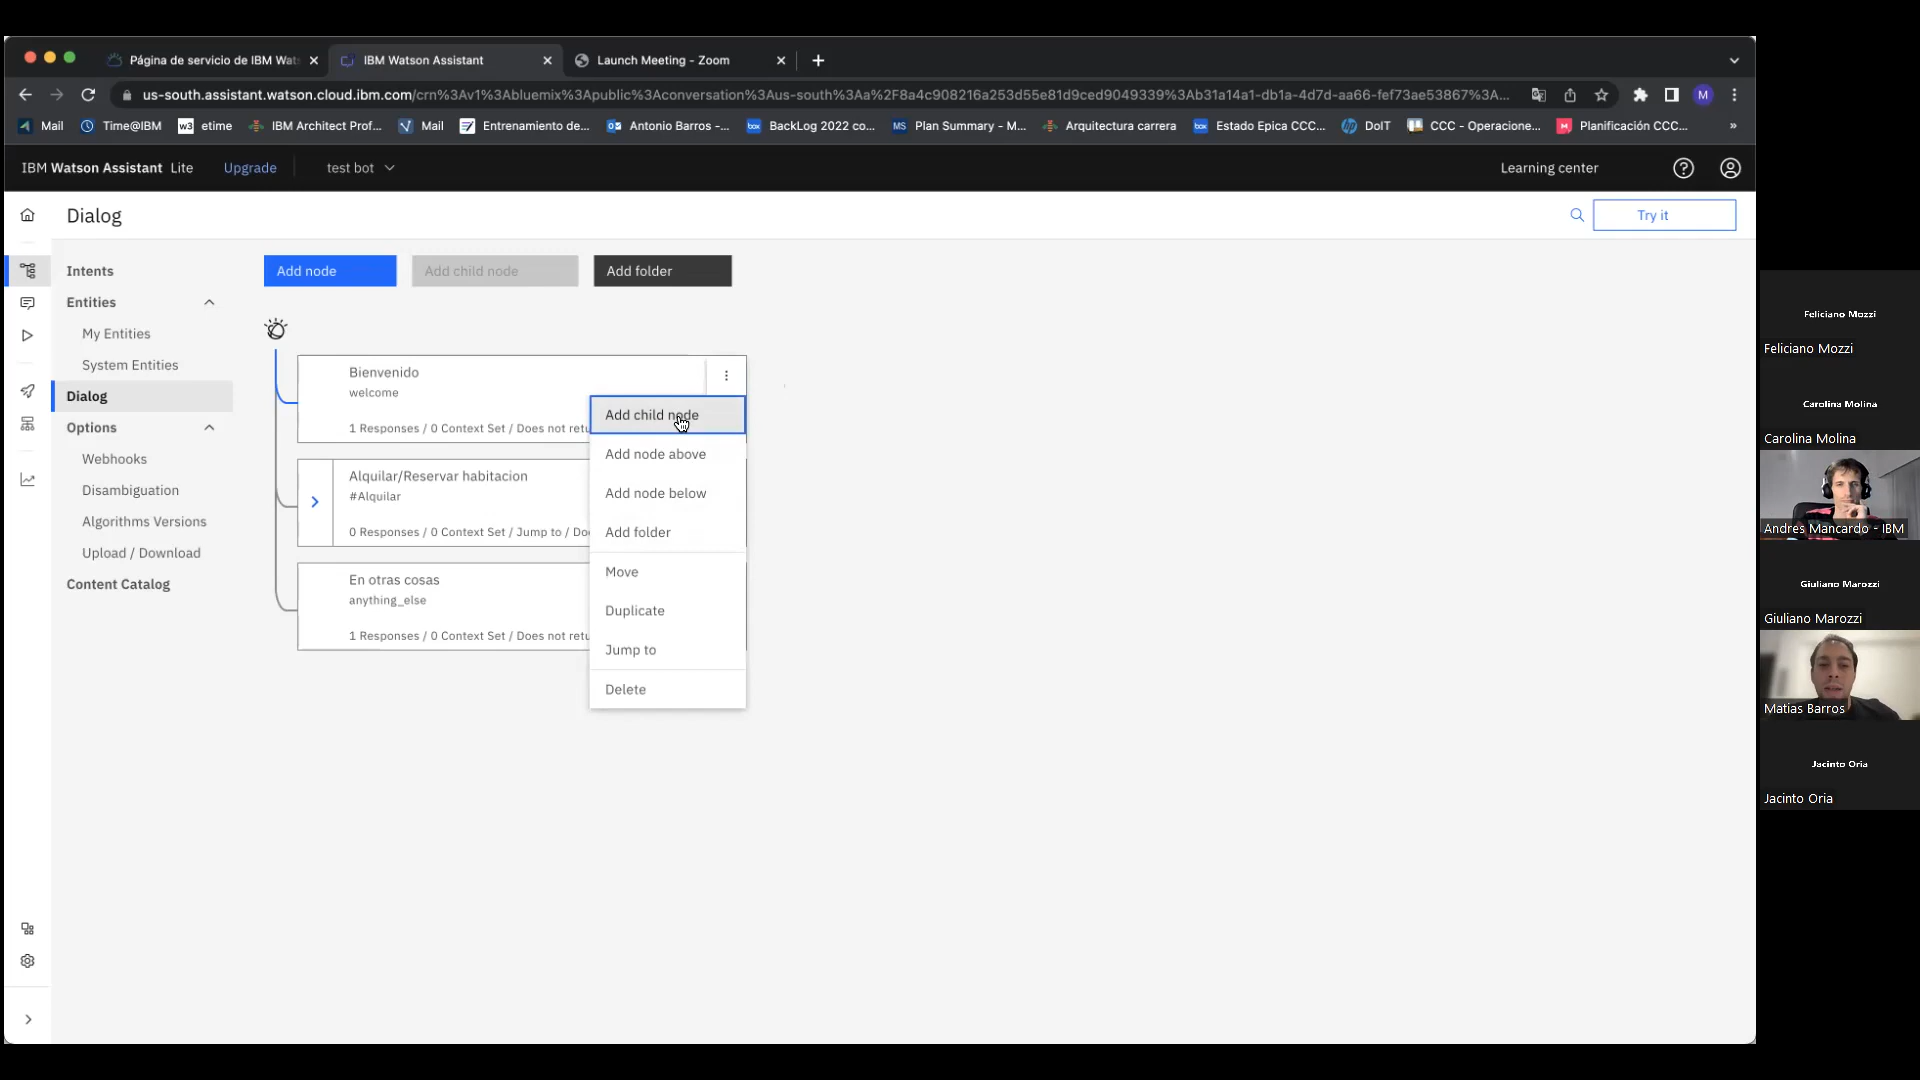 Página de servicio de IBM Wat
IBM Watson Assistant
Launch Meeting - Zoom
us-south.assistant.watson.cloud.ibm.com/crn%3Av1%3Abluemix%3Apublic%3Aconversation%3Aus-south%3Aa%2F8a4c908216a253d55e81d9ced9049339%3Ab31a14a1-db1a-4d7d-aa66-fef73ae53867%3A...
M
Mail
Time@IBM
w3 etime
IBM Architect Prof...
Mail
Entrenamiento de...
Antonio Barros -...
box BackLog 2022 co...
MS Plan Summary - M...
Arquitectura carrera
box Estado Epica CCC...
DoIT
CCC - Operacione...
M Planificación CCC...
»
IBM Watson Assistant Lite
Upgrade
test bot
Learning center
Dialog
Try it
Intents
Entities
My Entities
System Entities
Dialog
Options
Webhooks
Disambiguation
Algorithms Versions
Upload / Download
Content Catalog
Add node
Add child node
Add folder
Bienvenido
welcome
1 Responses / 0 Context Set / Does not retu
Alquilar/Reservar habitacion
#Alquilar
0 Responses / 0 Context Set / Jump to / Doe
En otras cosas
anything_else
1 Responses / 0 Context Set / Does not retu
Add child node
Add node above
Add node below
Add folder
Move
Duplicate
Jump to
Delete
Feliciano Mozzi
Feliciano Mozzi
Carolina Molina
Carolina Molina
Andres Mancardo - IBM
Giuliano Marozzi
Giuliano Marozzi
Matias Barros
Jacinto Oria
Jacinto Oria